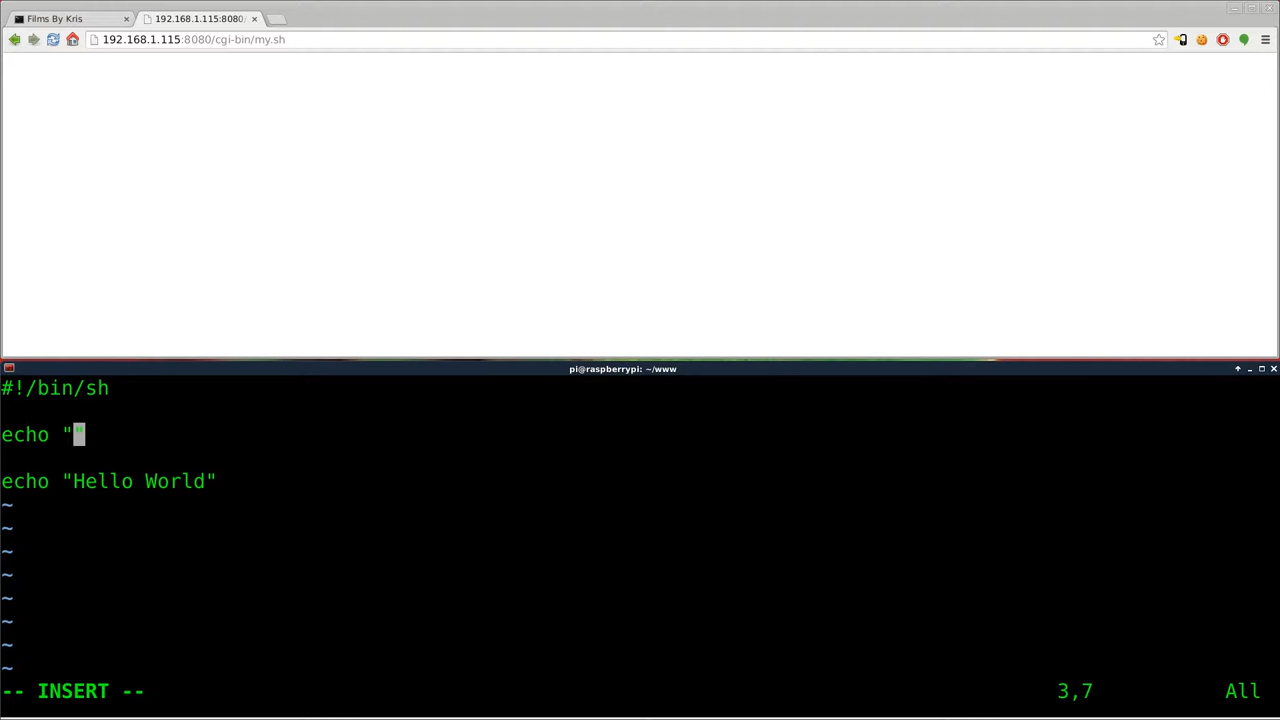 Films By Kris
192.168.1.115:8080/
192.168.1.115:8080/cgi-bin/my.sh
pi@raspberrypi: ~/www
#!/bin/sh
echo ""
echo "Hello World"
~
~
~
~
~
~
~
~
-- INSERT -- 3,7 All